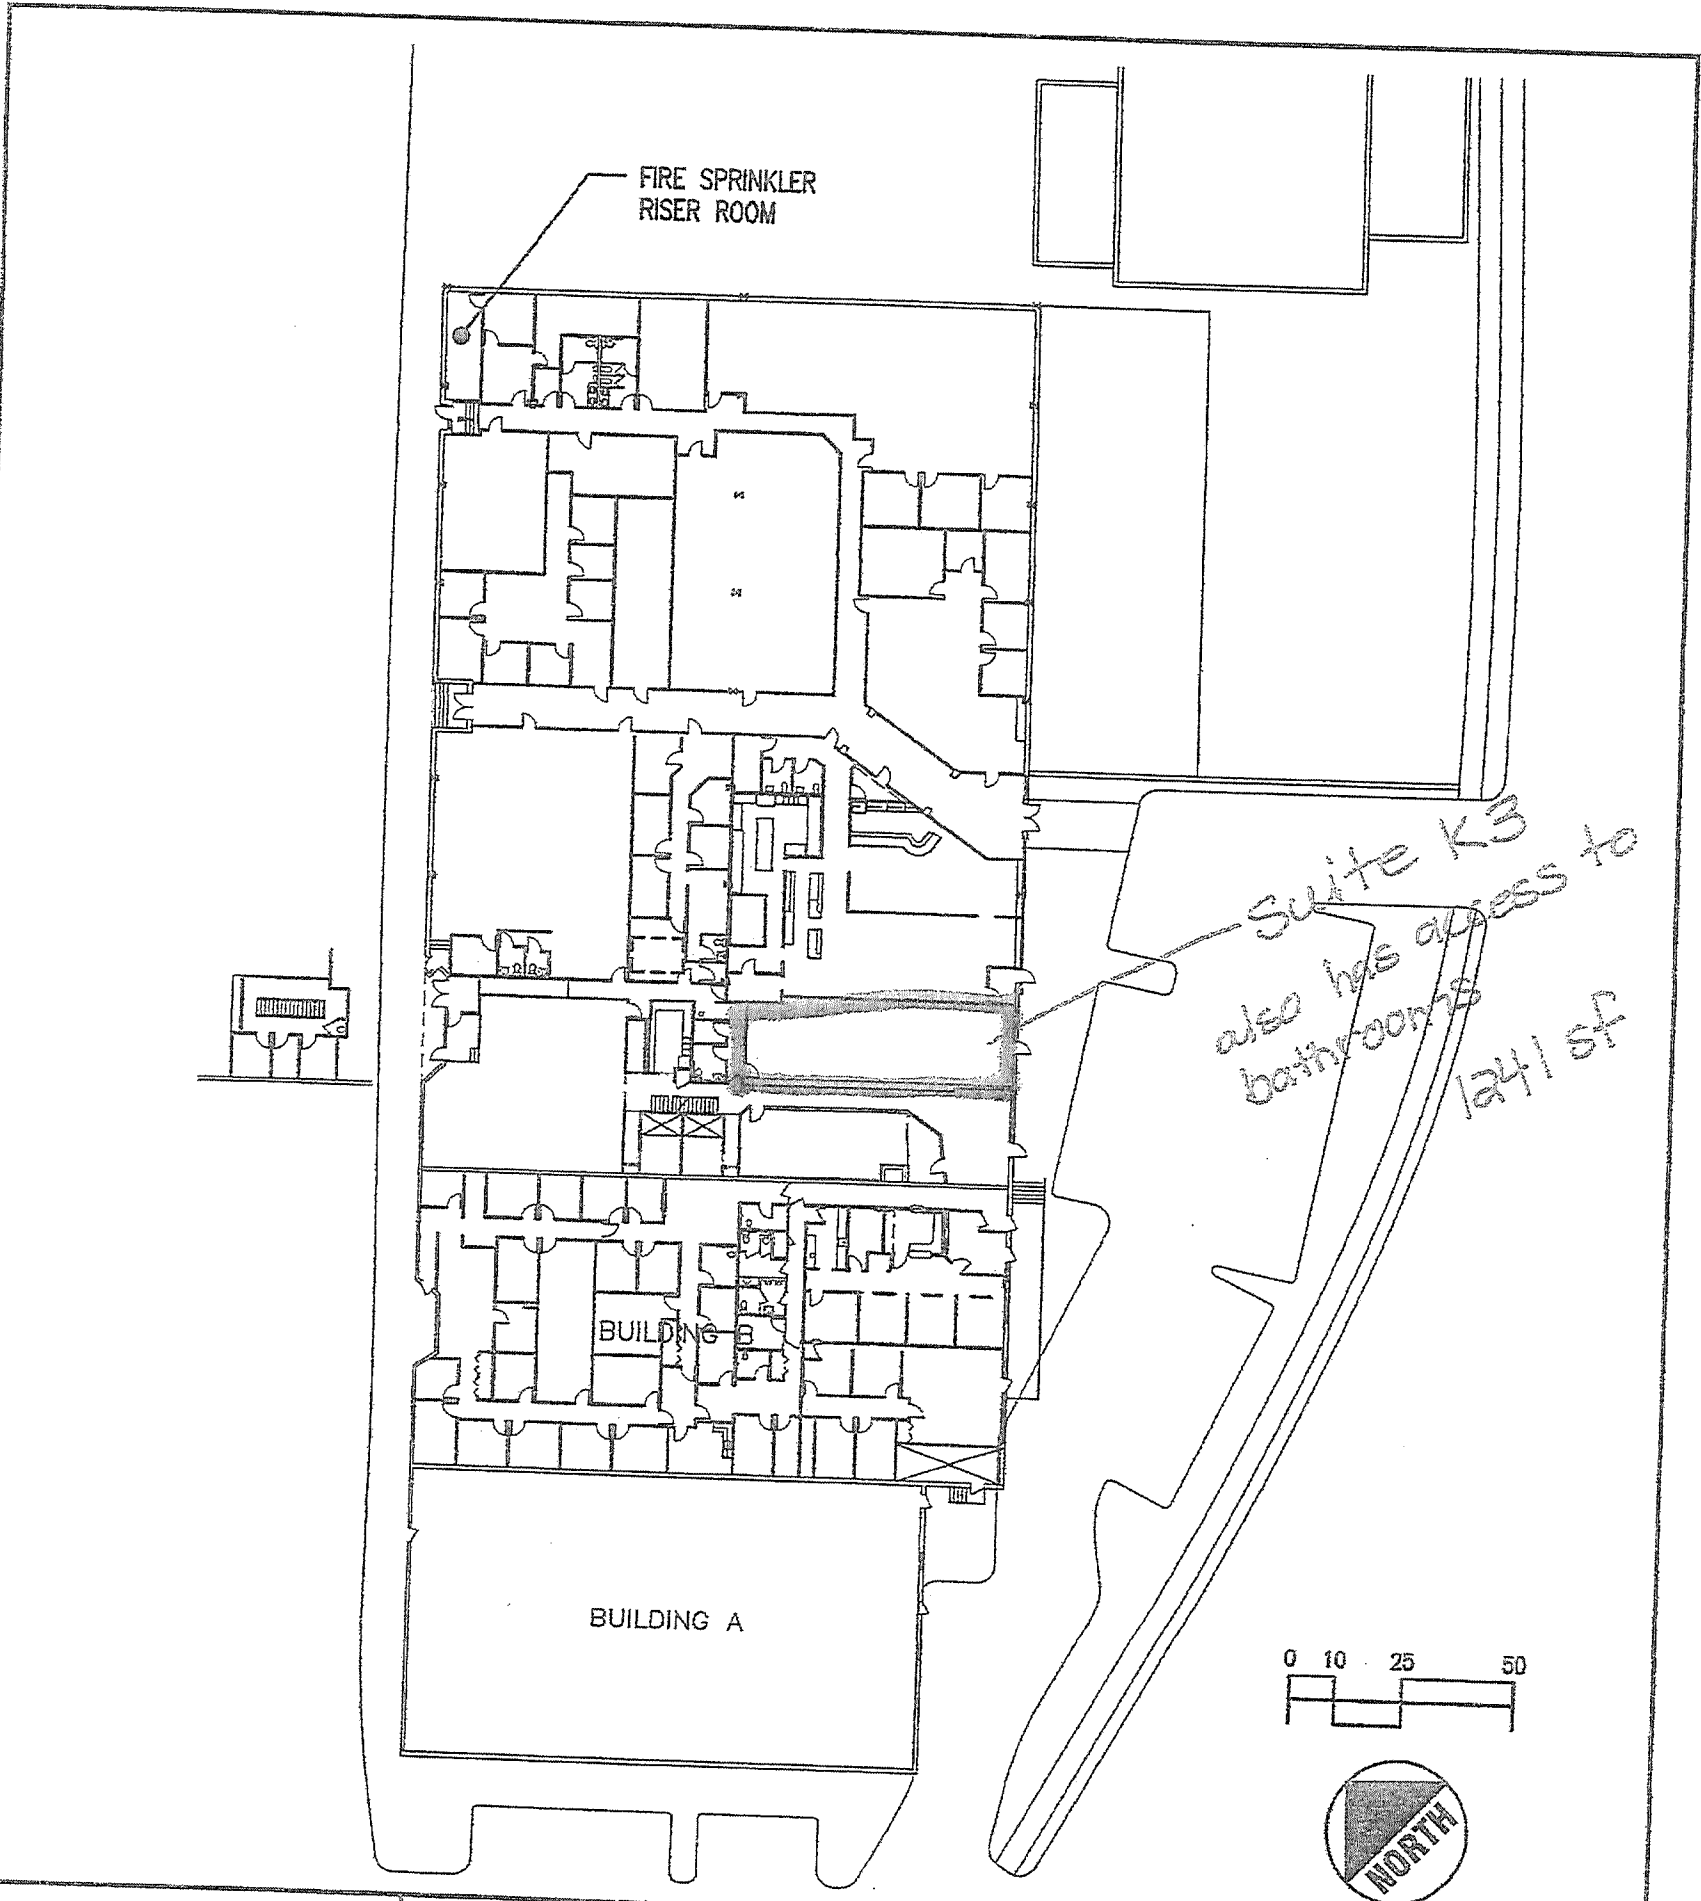 FIRE SPRINKLER
RISER ROOM
Suite K3
also has access to
bathrooms
1241 sf
BUILDING B
BUILDING A
0 10 25 50
NORTH